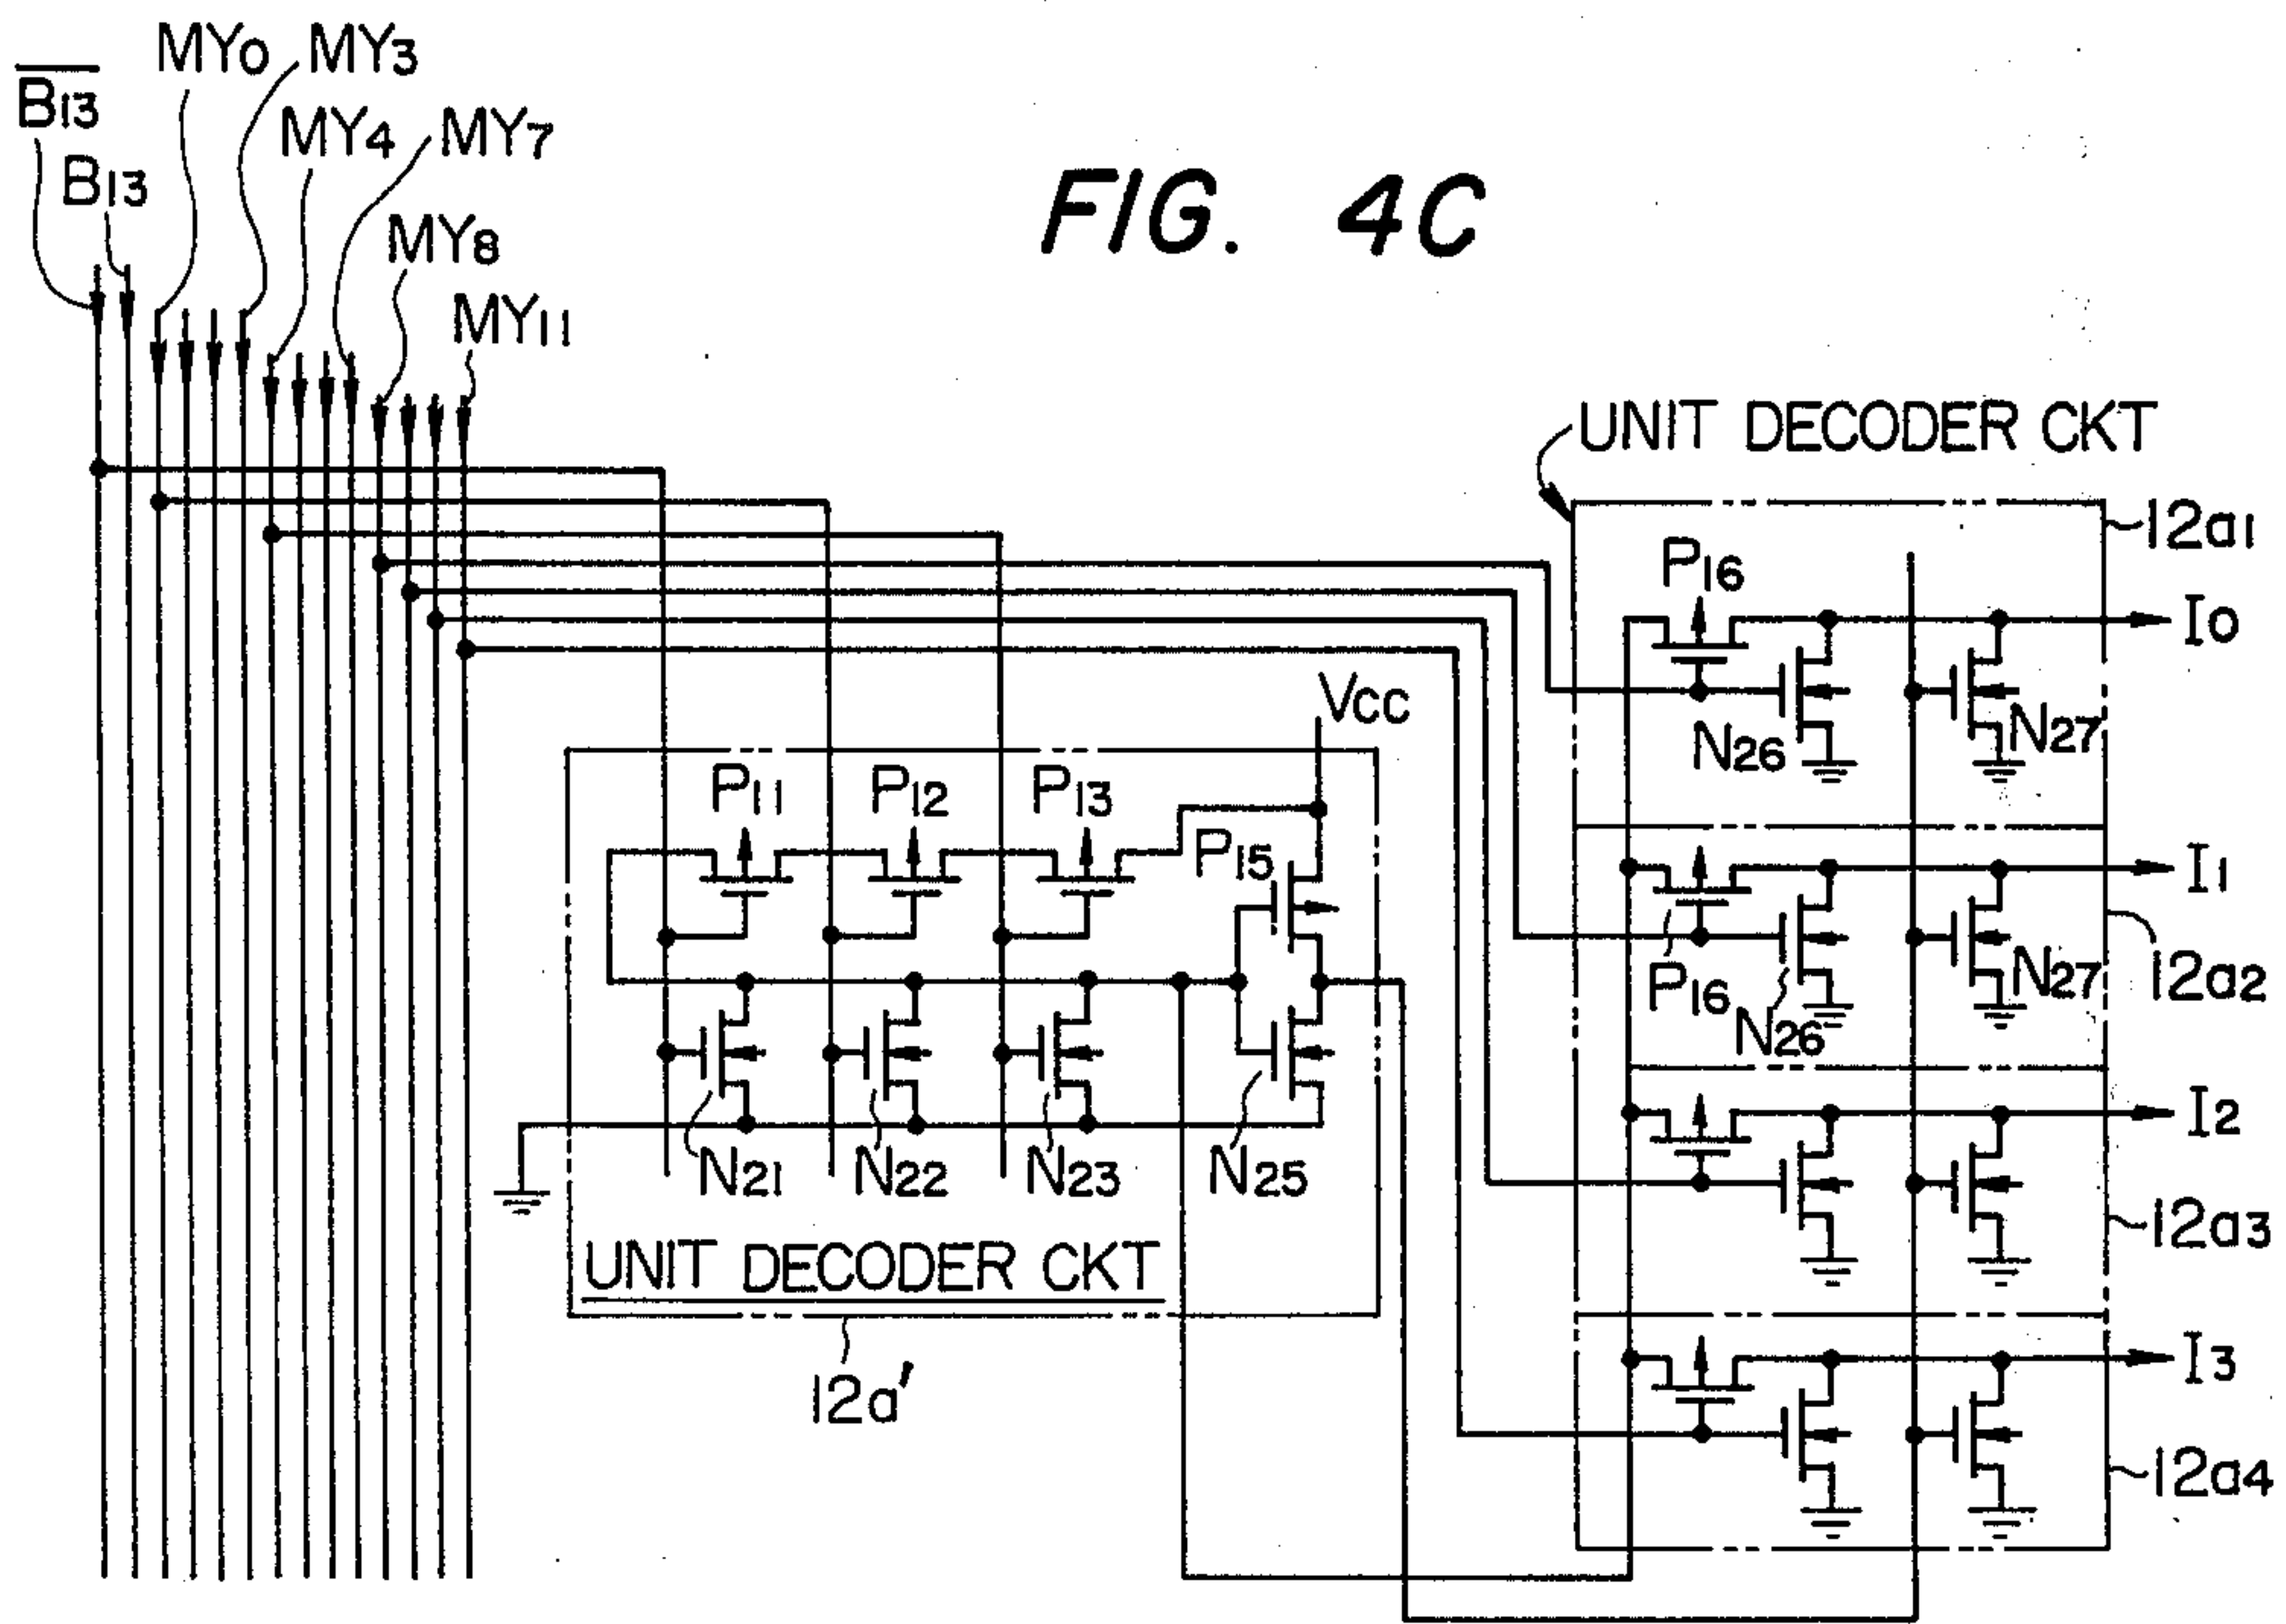 FIG. 4C
B̅1̅3̅
B13
MY0
MY3
MY4
MY7
MY8
MY11
UNIT DECODER CKT
12a1
P16
I0
N26
N27
VCC
P11
P12
P13
P15
I1
12a2
P16
N26
N27
N21
N22
N23
N25
I2
12a3
UNIT DECODER CKT
12a'
I3
12a4